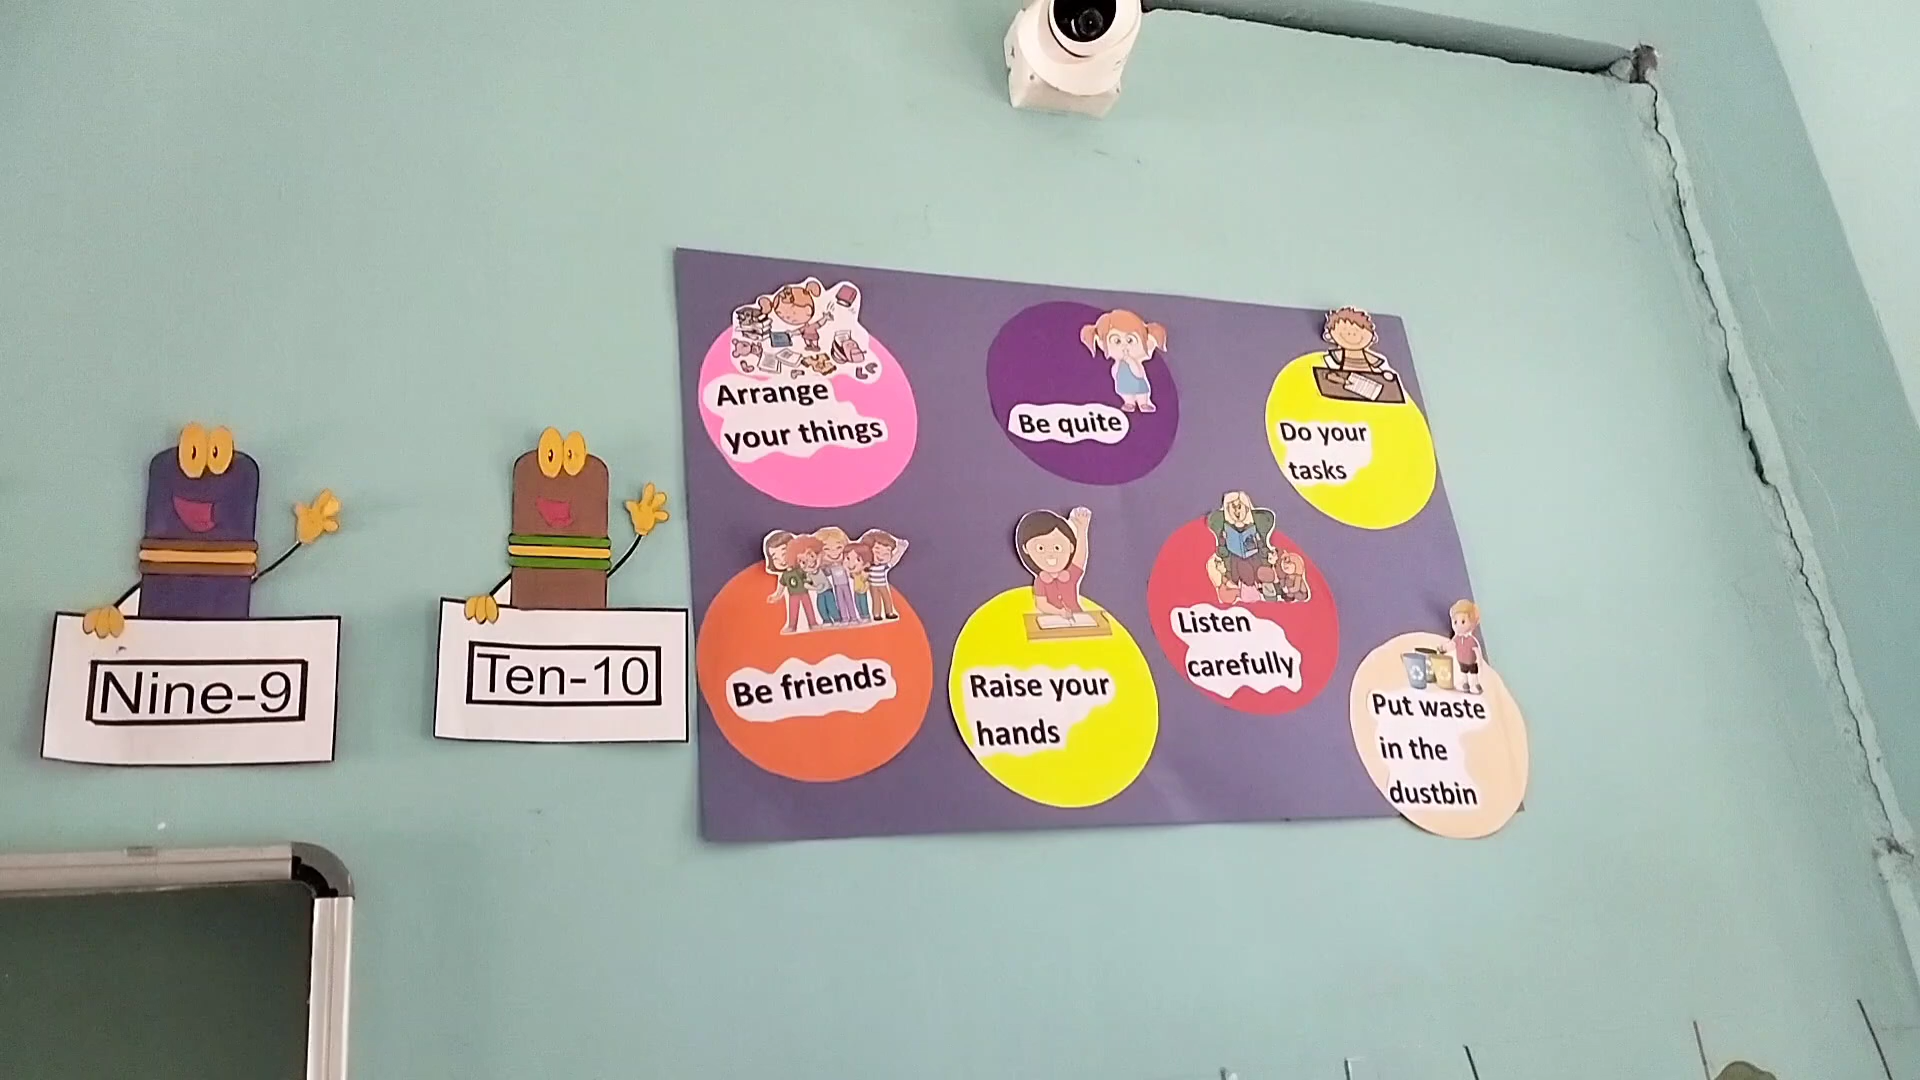 Arrange
your things
Be quite
Do your
tasks
Be friends
Raise your
hands
Listen
carefully
Put waste
in the
dustbin
Nine-9
Ten-10